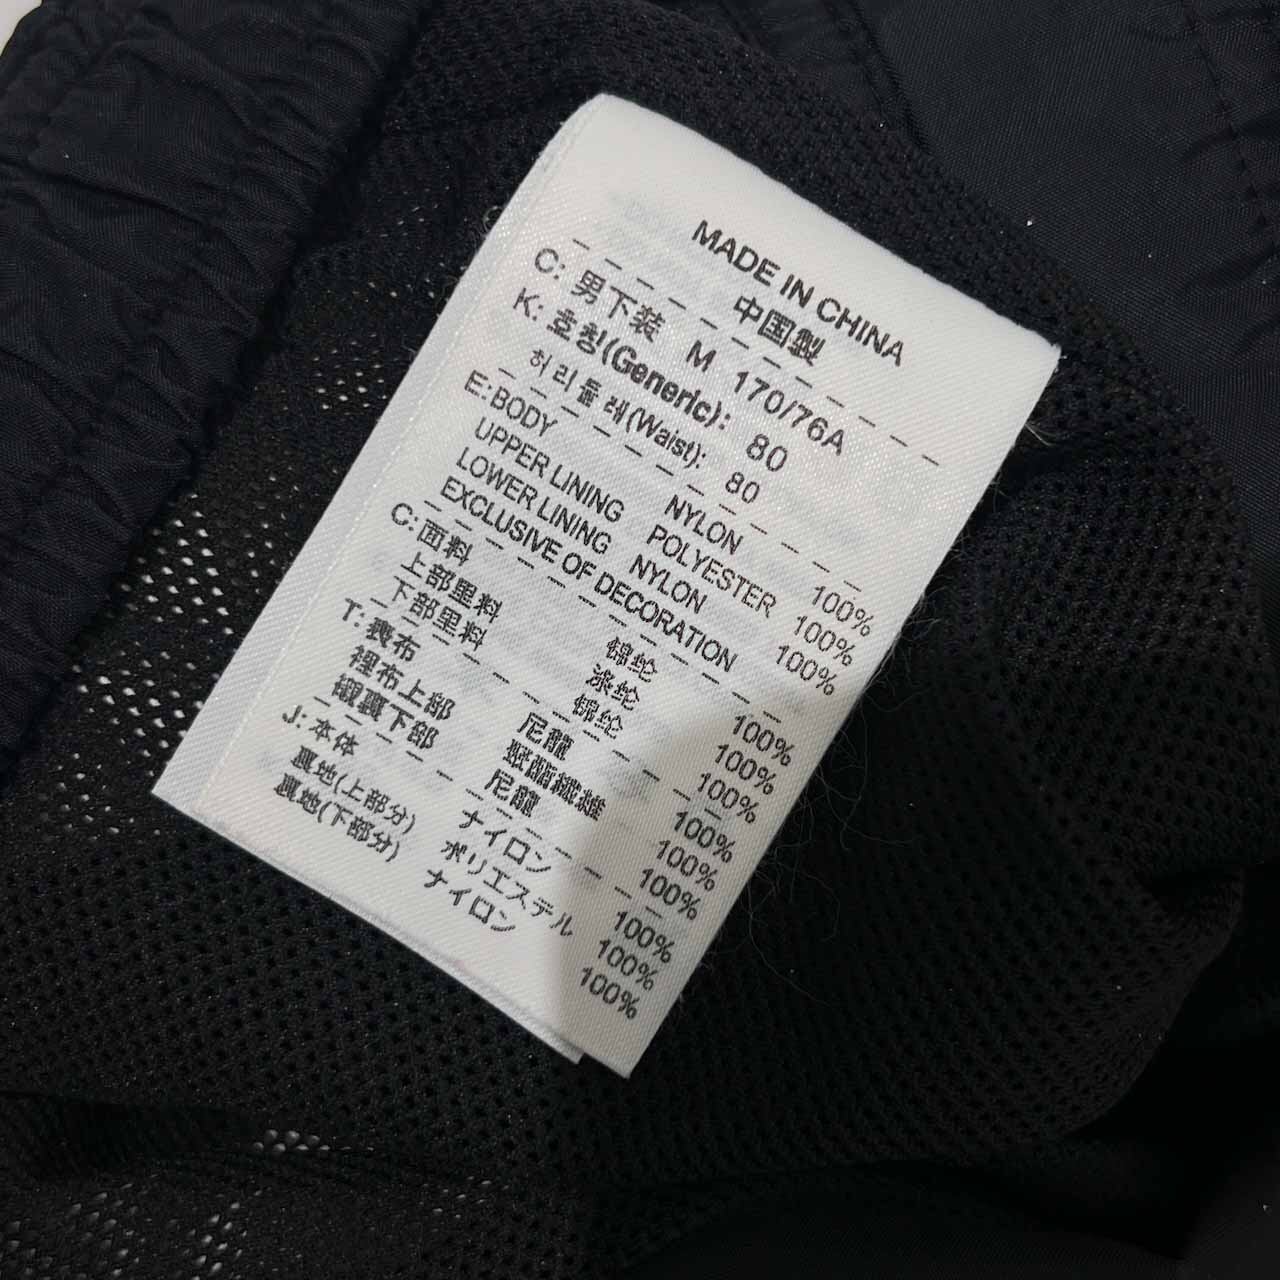 MADE IN CHINA
中国製
C: 男下装 M 170/76A
K: 호칭(Generic): 80
허리둘레(Waist): 80
E: BODY NYLON 100%
UPPER LINING POLYESTER 100%
LOWER LINING NYLON 100%
EXCLUSIVE OF DECORATION
C: 面料 锦纶 100%
上部里料 涤纶 100%
下部里料 锦纶 100%
T: 表布 尼龍 100%
裡布上部 聚酯纖維 100%
裡下部 尼龍 100%
J: 本体 ナイロン 100%
裏地(上部分) ポリエステル 100%
裏地(下部分) ナイロン 100%